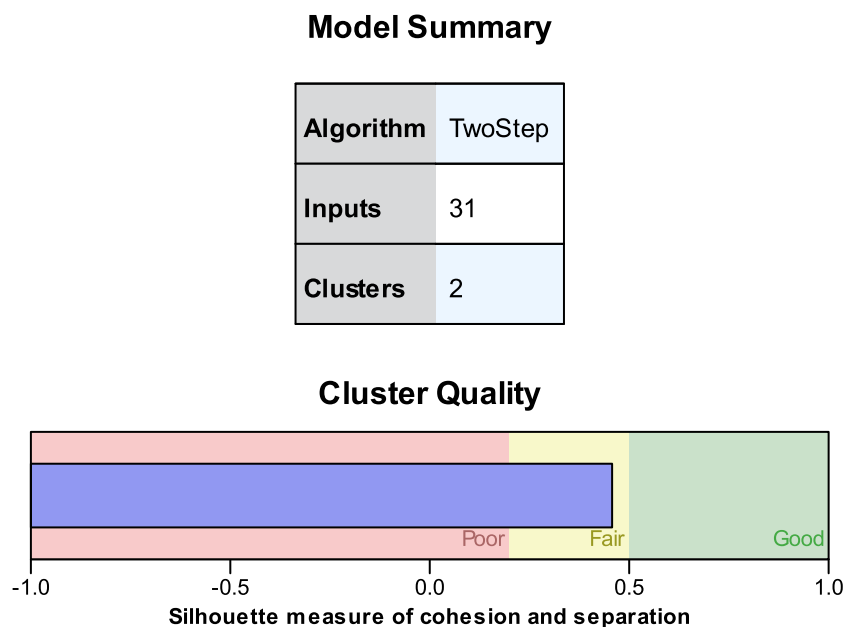 Model Summary
Algorithm TwoStep
Inputs 31
Clusters 2
Cluster Quality
Poor Fair Good
-1.0 -0.5 0.0 0.5 1.0
Silhouette measure of cohesion and separation